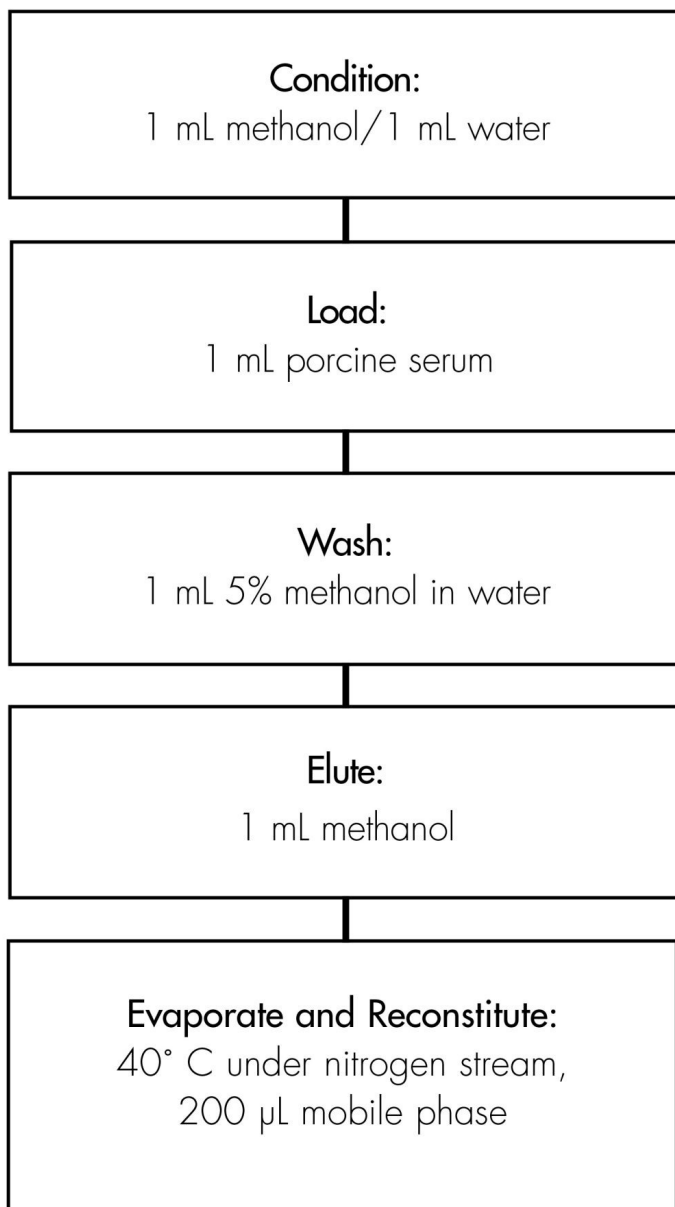 Condition:
1 mL methanol/1 mL water
Load:
1 mL porcine serum
Wash:
1 mL 5% methanol in water
Elute:
1 mL methanol
Evaporate and Reconstitute:
40° C under nitrogen stream,
200 µL mobile phase